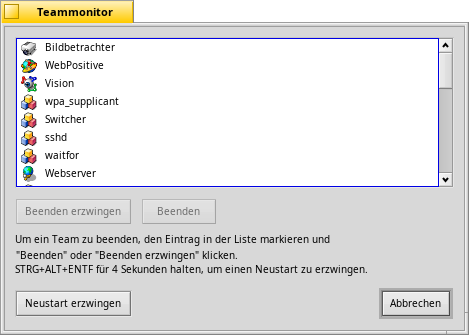 Teammonitor
Bildbetrachter
WebPositive
Vision
wpa_supplicant
Switcher
sshd
waitfor
Webserver
Beenden erzwingen
Beenden
Um ein Team zu beenden, den Eintrag in der Liste markieren und
"Beenden" oder "Beenden erzwingen" klicken.
STRG+ALT+ENTF für 4 Sekunden halten, um einen Neustart zu erzwingen.
Neustart erzwingen
Abbrechen